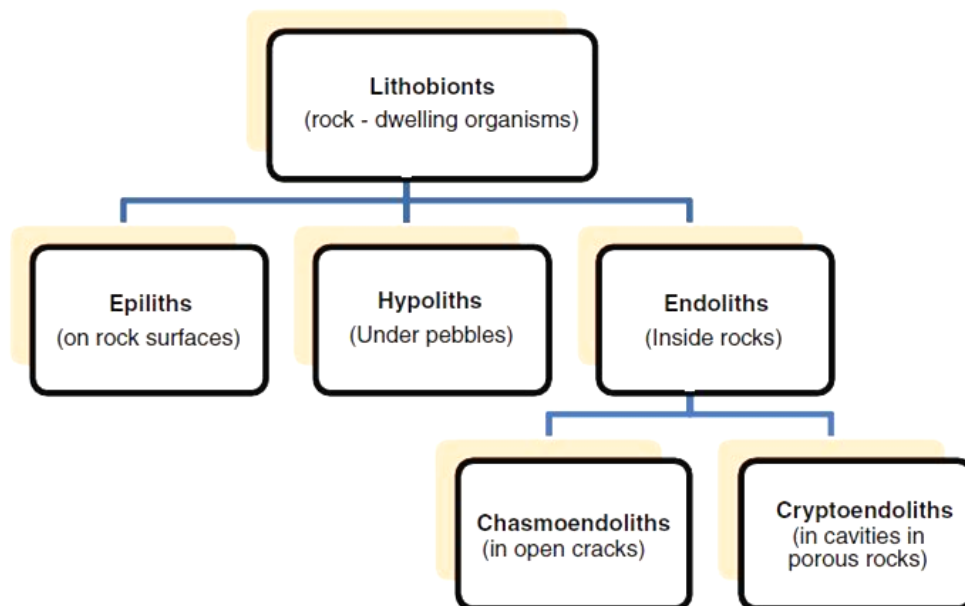 Lithobionts
(rock - dwelling organisms)
Epiliths
(on rock surfaces)
Hypoliths
(Under pebbles)
Endoliths
(Inside rocks)
Chasmoendoliths
(in open cracks)
Cryptoendoliths
(in cavities in
porous rocks)